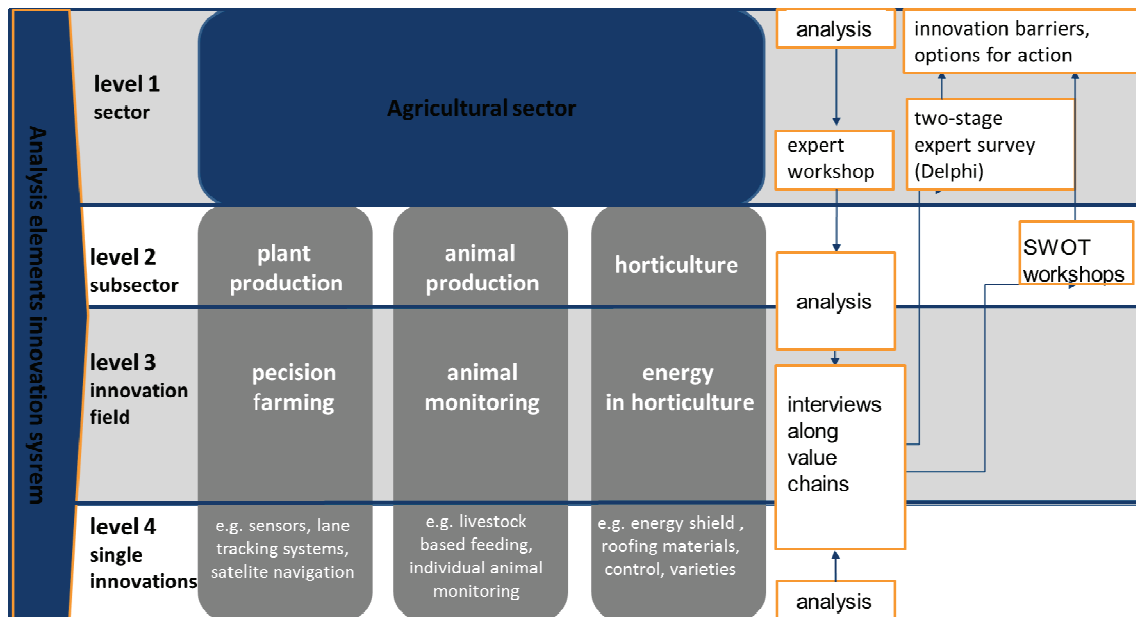 Analysis elements innovation sysrem
level 1
sector
Agricultural sector
analysis
innovation barriers,
options for action
expert
workshop
two-stage
expert survey
(Delphi)
level 2
subsector
plant
production
animal
production
horticulture
analysis
SWOT
workshops
level 3
innovation
field
pecision
farming
animal
monitoring
energy
in horticulture
interviews
along
value
chains
level 4
single
innovations
e.g. sensors, lane
tracking systems,
satelite navigation
e.g. livestock
based feeding,
individual animal
monitoring
e.g. energy shield ,
roofing materials,
control, varieties
analysis